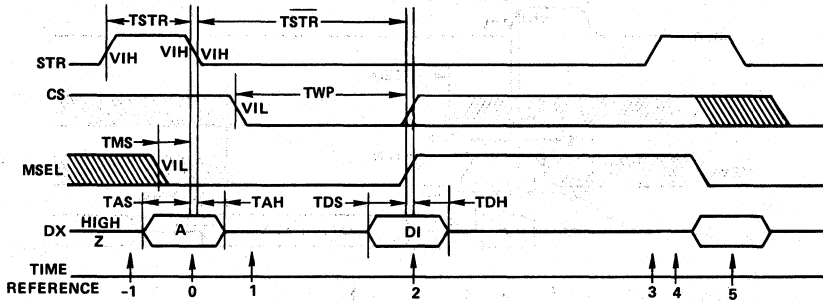 TSTR
TSTR
VIH
VIH
VIH
STR
CS
VIL
TWP
TMS
VIL
MSEL
TAS
TAH
TDS
TDH
DX
HIGH
Z
A
DI
TIME
REFERENCE
-1
0
1
2
3
4
5